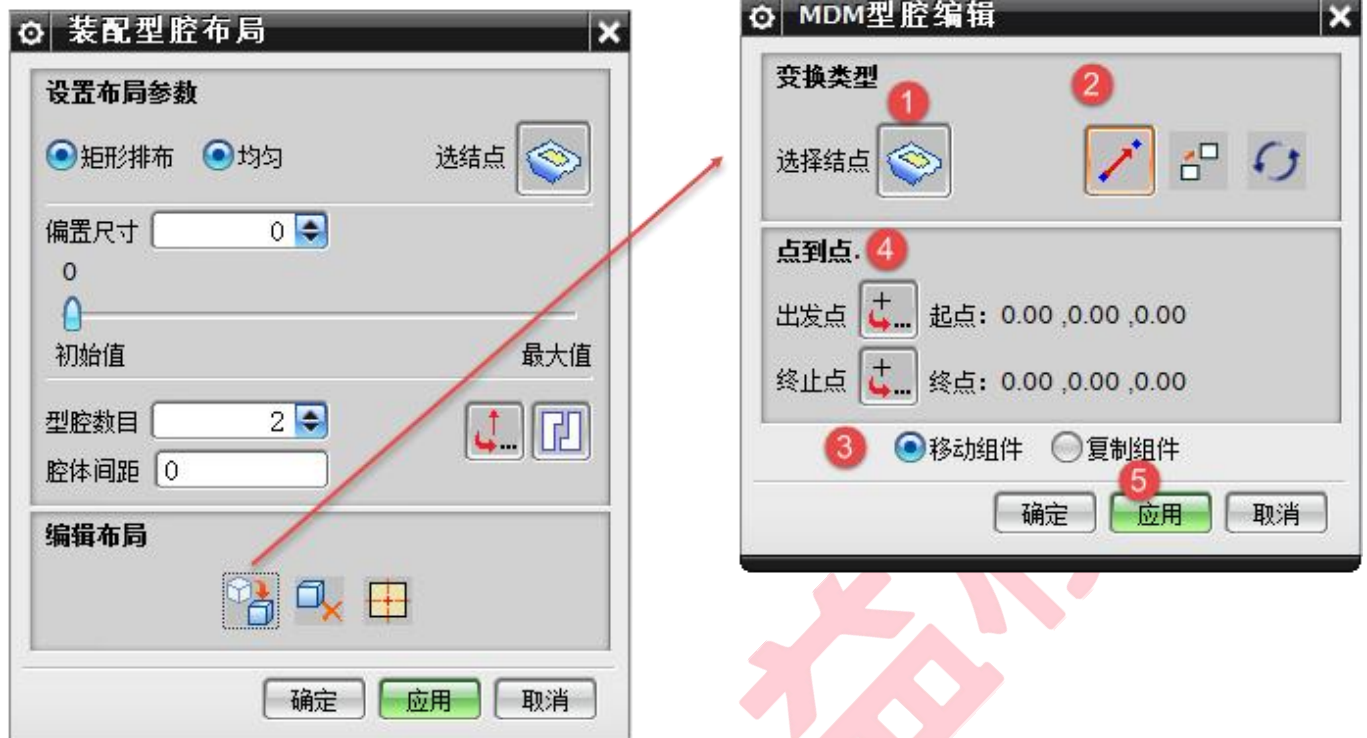 装配型腔布局
设置布局参数
矩形排布 均匀 选结点
偏置尺寸 0
0
初始值 最大值
型腔数目 2
腔体间距 0
编辑布局
确定 应用 取消
MDM型腔编辑
变换类型
1 2
选择结点
点到点. 4
出发点 起点: 0.00 ,0.00 ,0.00
终止点 终点: 0.00 ,0.00 ,0.00
3 移动组件 复制组件
5
确定 应用 取消